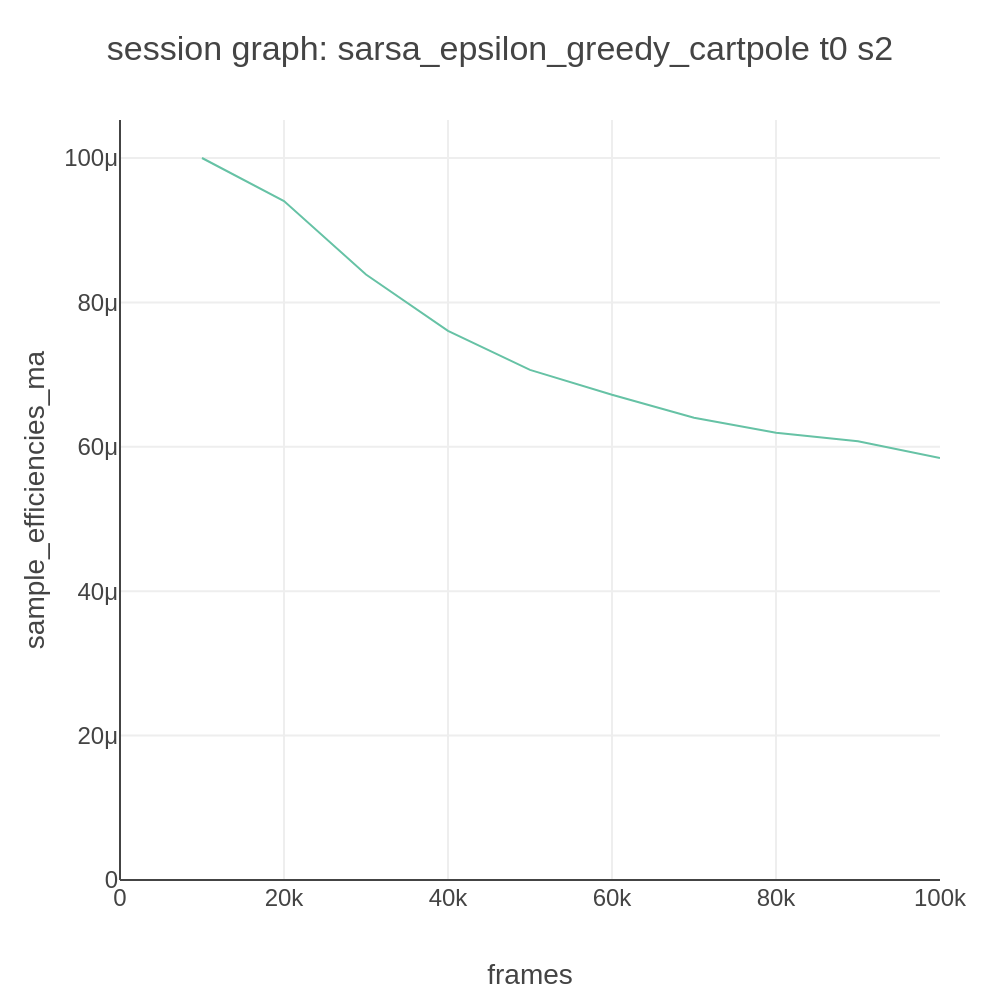 session graph: sarsa_epsilon_greedy_cartpole t0 s2
100μ
80μ
60μ
40μ
20μ
0
sample_efficiencies_ma
0 20k 40k 60k 80k 100k
frames